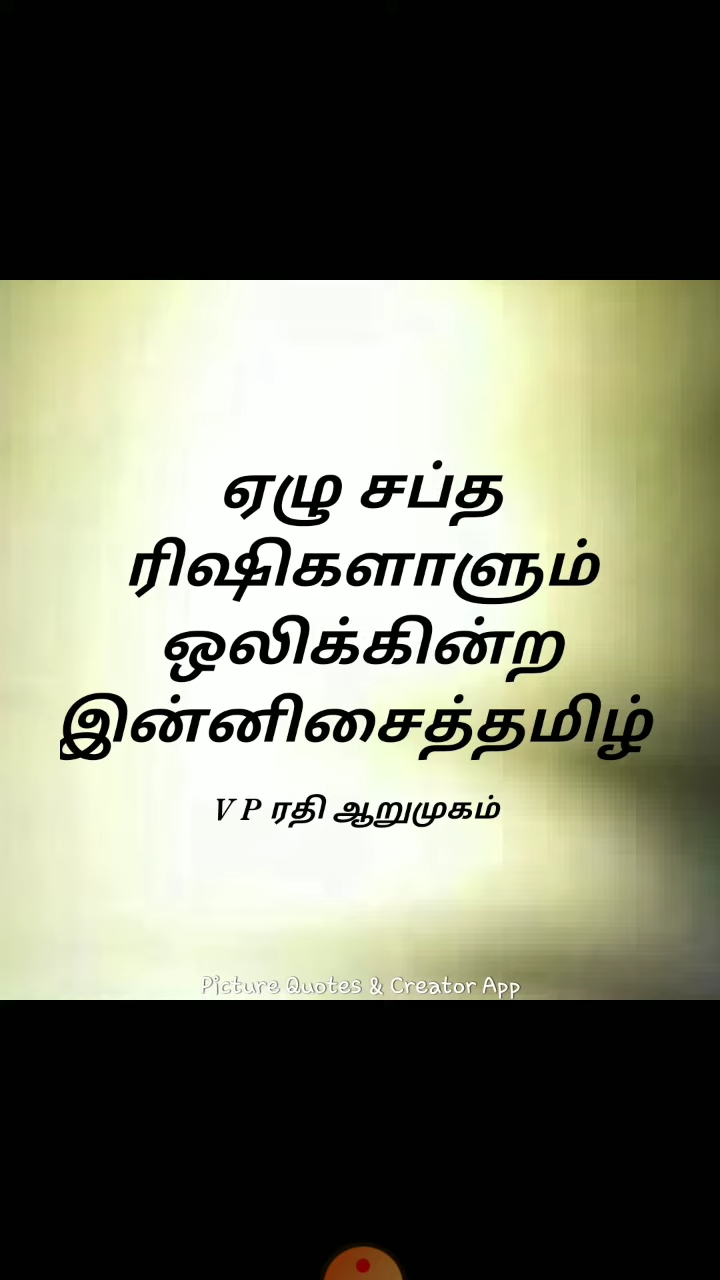 ஏழு சப்த
ரிஷிகளாளும்
ஒலிக்கின்ற
இன்னிசைத்தமிழ்
V P ரதி ஆறுமுகம்
Picture Quotes & Creator App